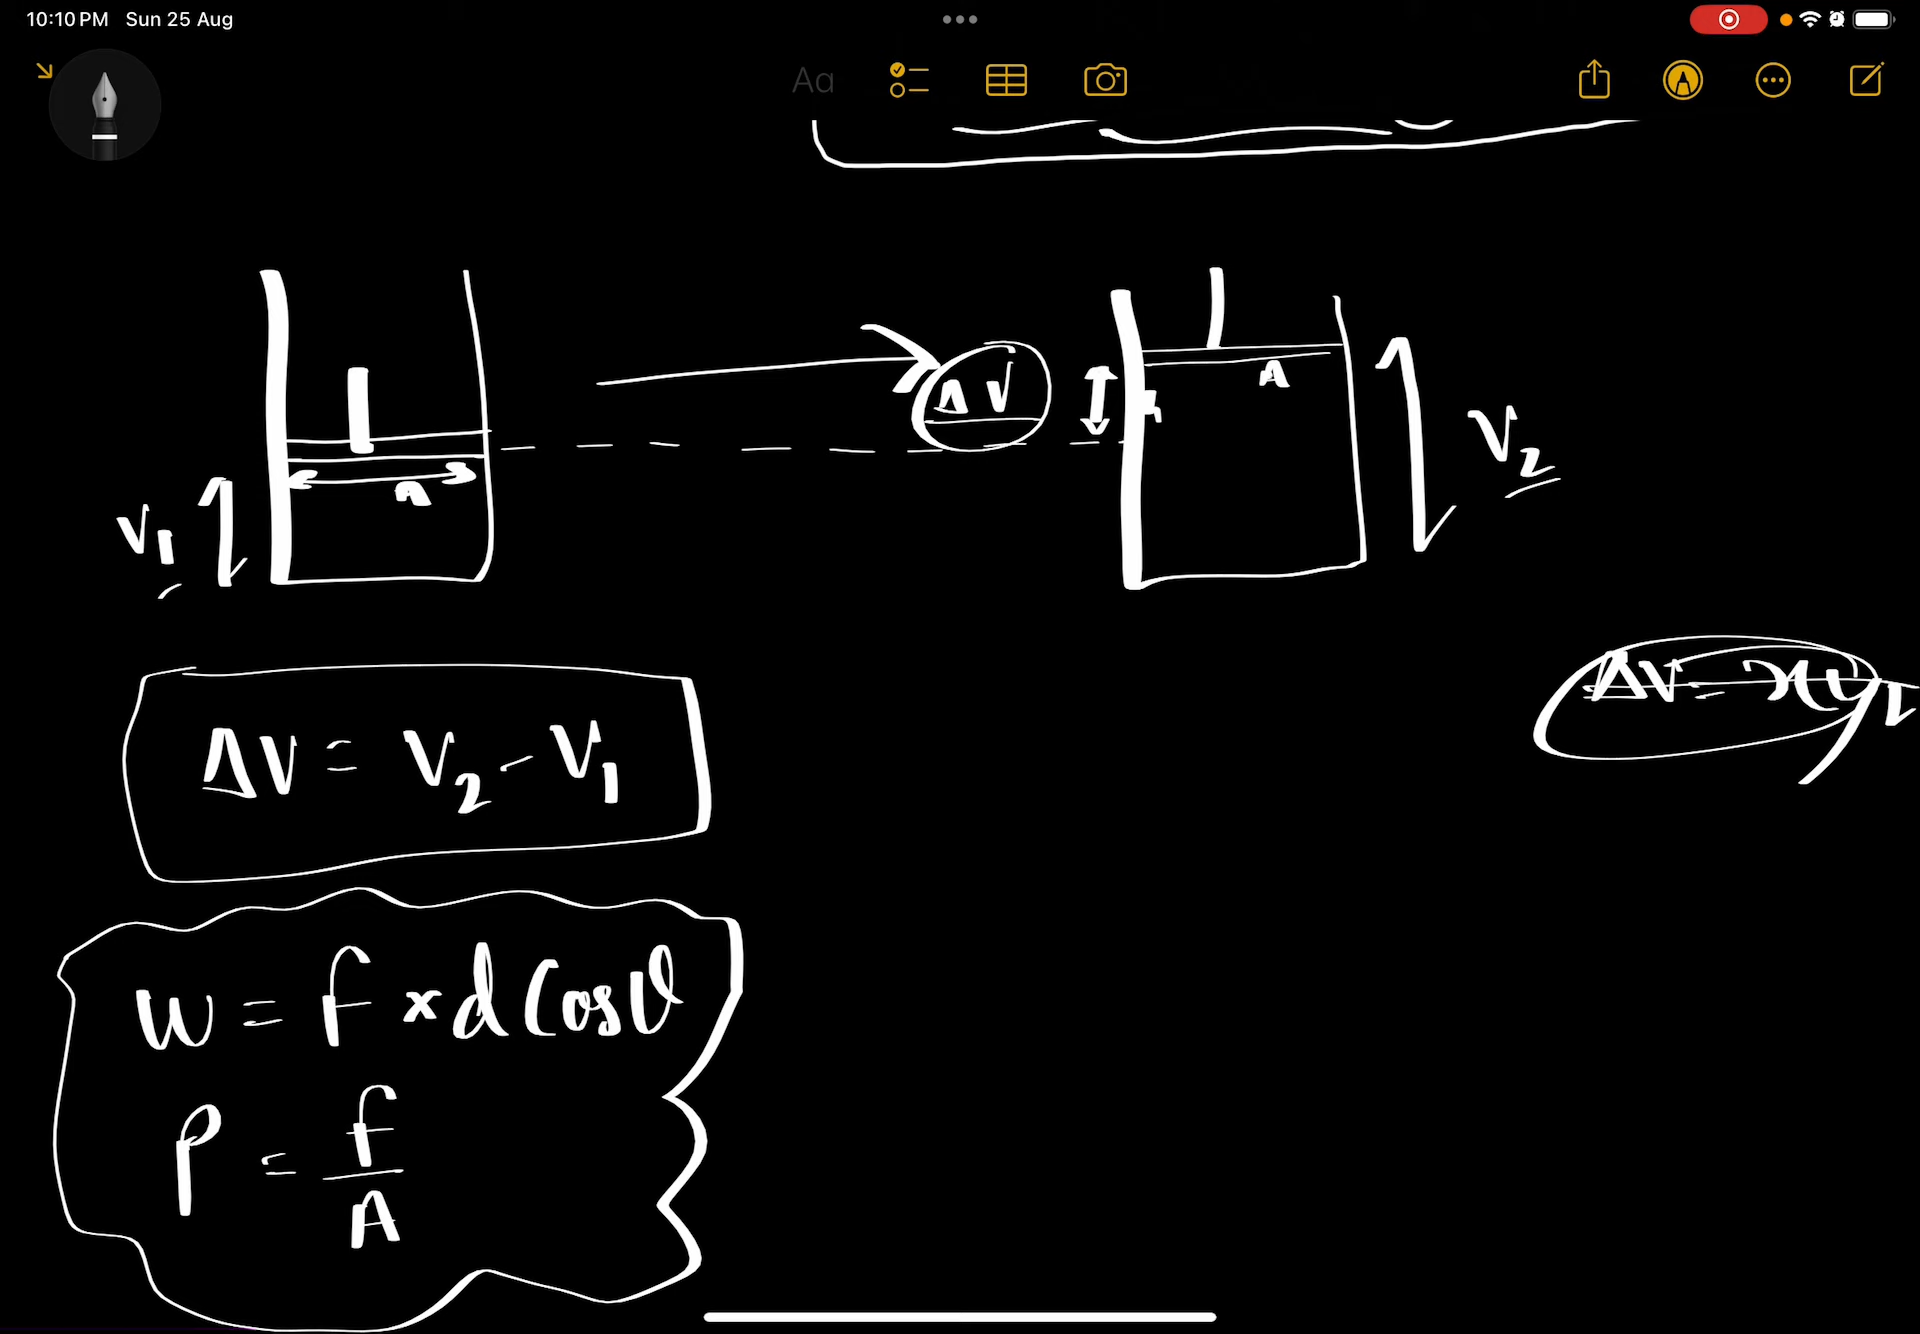 10:10 PM Sun 25 Aug
Aa
ΔV
h
A
A
V1
V2
ΔV = V2 - V1
W = f × d Cosθ
P = f/A